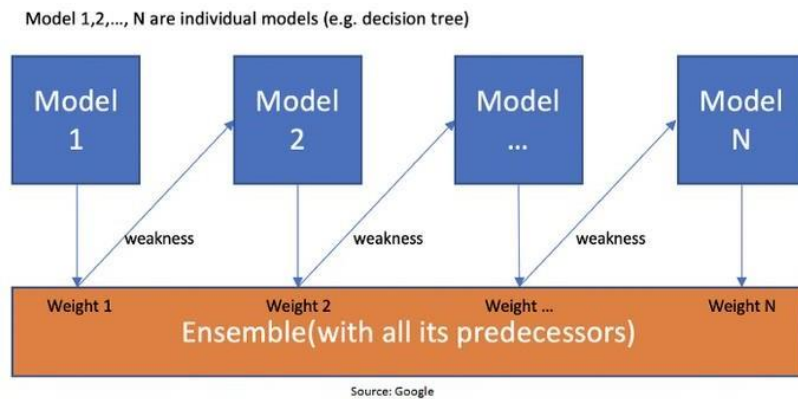 Model 1,2,..., N are individual models (e.g. decision tree)
Model
1
Model
2
Model
...
Model
N
weakness
weakness
weakness
Weight 1
Weight 2
Weight ...
Weight N
Ensemble(with all its predecessors)
Source: Google